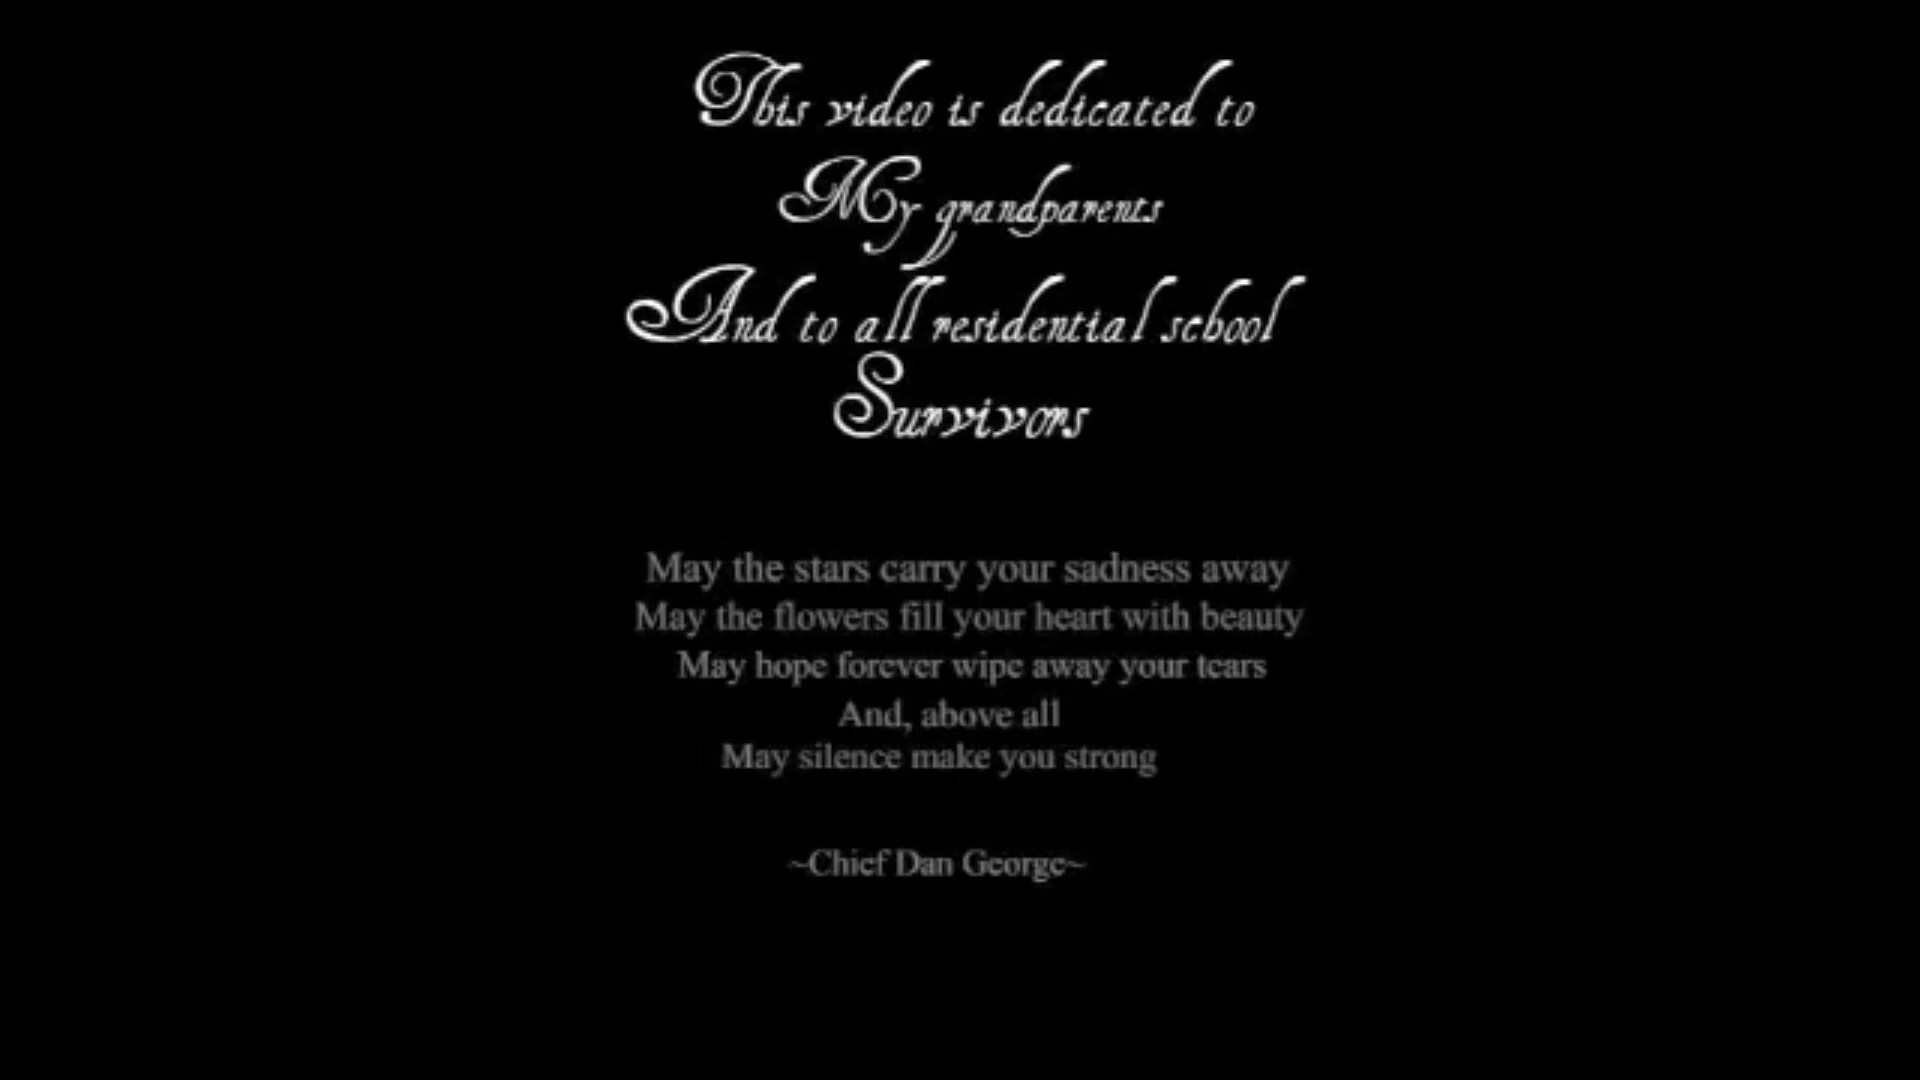 This video is dedicated to
My grandparents
And to all residential school
Survivors
May the stars carry your sadness away
May the flowers fill your heart with beauty
May hope forever wipe away your tears
And, above all
May silence make you strong
~Chief Dan George~